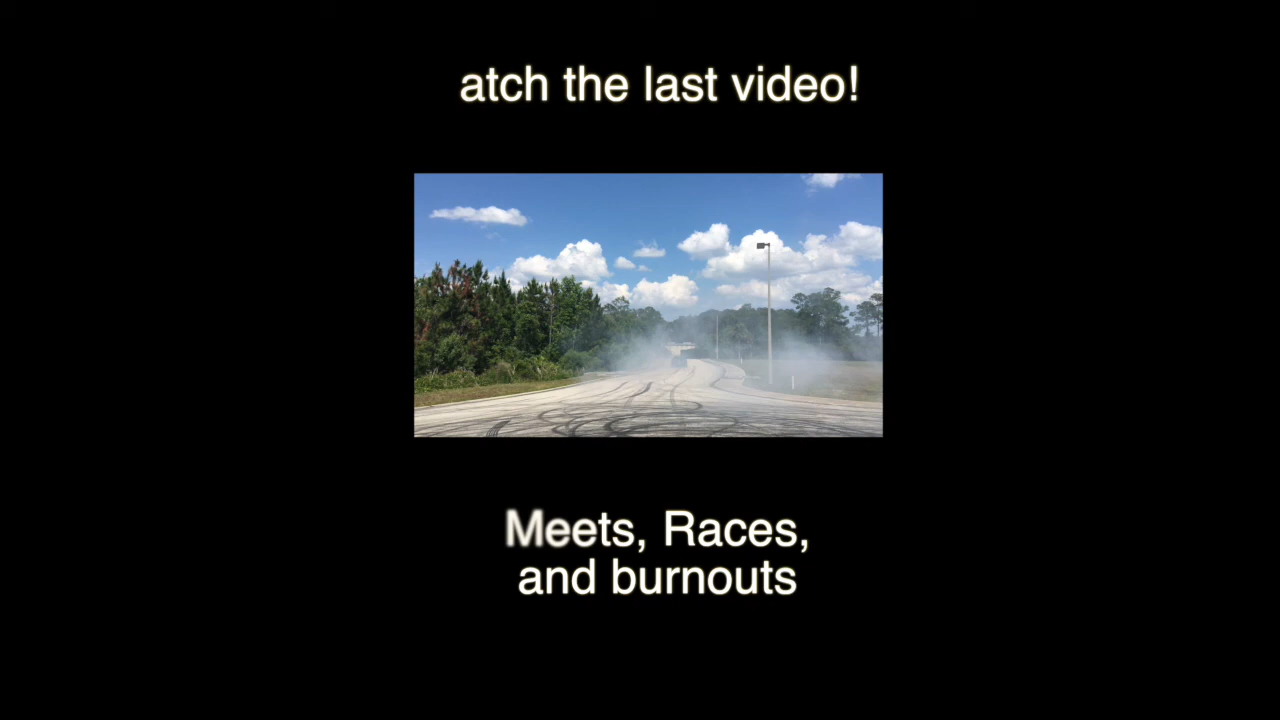 atch the last video!
Meets, Races,
and burnouts